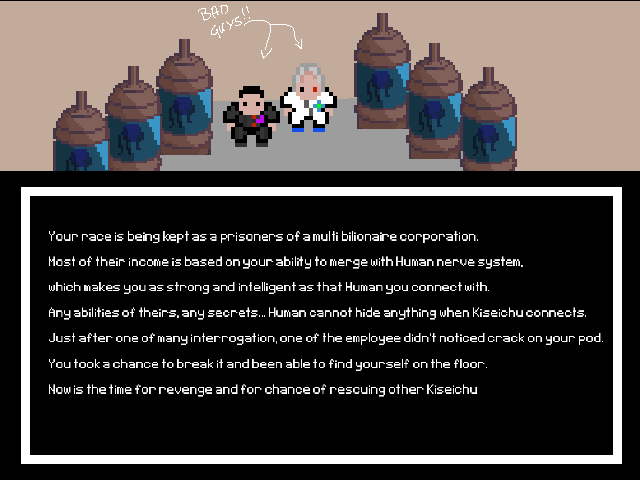 BAD
GUYS!!
Your race is being kept as a prisoners of a multi bilionaire corporation.
Most of their income is based on your ability to merge with Human nerve system,
which makes you as strong and intelligent as that Human you connect with.
Any abilities of theirs, any secrets... Human cannot hide anything when Kiseichu connects.
Just after one of many interrogation, one of the employee didn't noticed crack on your pod.
You took a chance to break it and been able to find yourself on the floor.
Now is the time for revenge and for chance of rescuing other Kiseichu